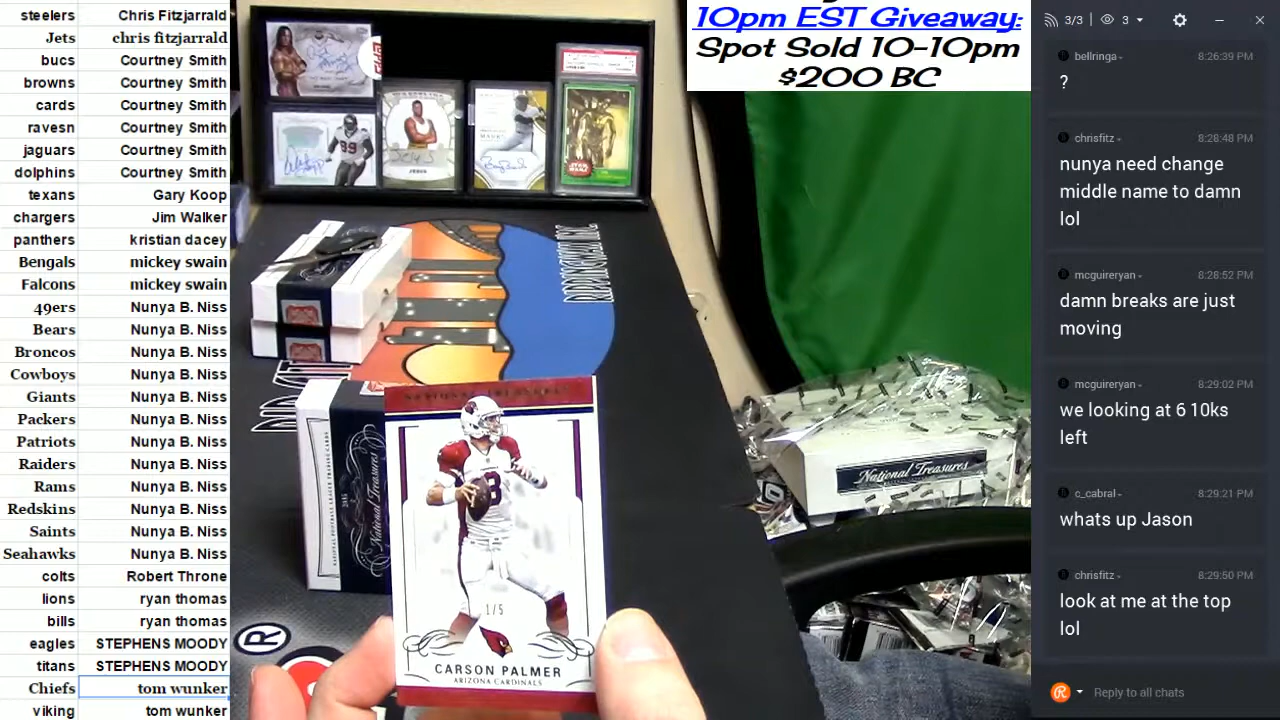 steelers Chris Fitzjarrald
Jets chris fitzjarrald
bucs Courtney Smith
browns Courtney Smith
cards Courtney Smith
ravesn Courtney Smith
jaguars Courtney Smith
dolphins Courtney Smith
texans Gary Koop
chargers Jim Walker
panthers kristian dacey
Bengals mickey swain
Falcons mickey swain
49ers Nunya B. Niss
Bears Nunya B. Niss
Broncos Nunya B. Niss
Cowboys Nunya B. Niss
Giants Nunya B. Niss
Packers Nunya B. Niss
Patriots Nunya B. Niss
Raiders Nunya B. Niss
Rams Nunya B. Niss
Redskins Nunya B. Niss
Saints Nunya B. Niss
Seahawks Nunya B. Niss
colts Robert Throne
lions ryan thomas
bills ryan thomas
eagles STEPHENS MOODY
titans STEPHENS MOODY
Chiefs tom wunker
viking tom wunker
10pm EST Giveaway:
Spot Sold 10-10pm
$200 BC
STAR WARS
89
National Treasures
National Treasures
NATIONAL TREASURES
1/5
CARSON PALMER
ARIZONA CARDINALS
®
3/3 3
bellringa 8:26:39 PM
?
chrisfitz 8:28:48 PM
nunya need change
middle name to damn
lol
mcguireryan 8:28:52 PM
damn breaks are just
moving
mcguireryan 8:29:02 PM
we looking at 6 10ks
left
c_cabral 8:29:21 PM
whats up Jason
chrisfitz 8:29:50 PM
look at me at the top
lol
Reply to all chats